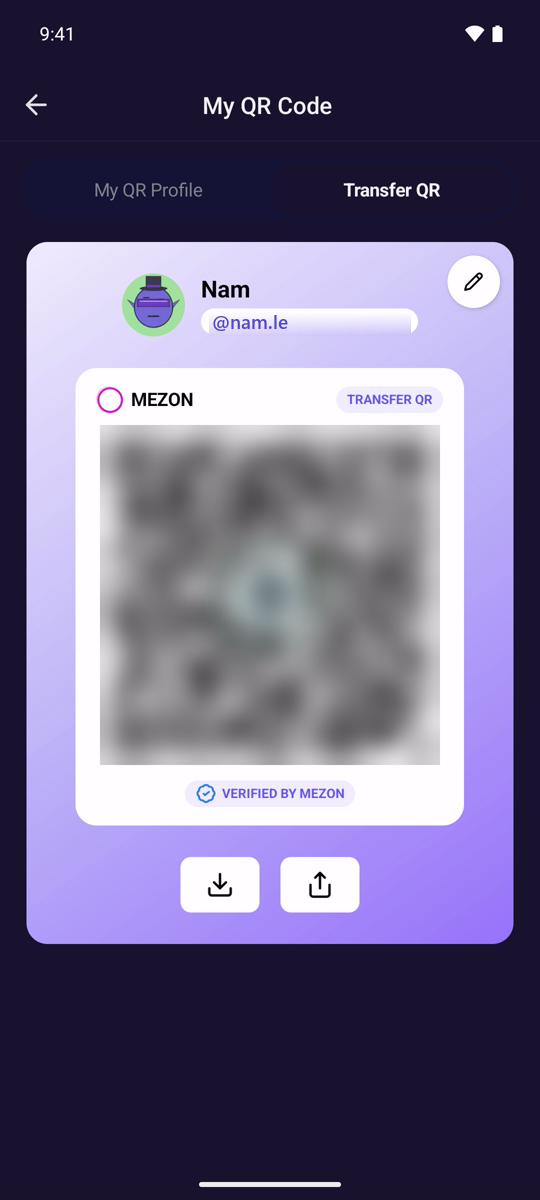 9:41
My QR Code
My QR Profile
Transfer QR
Nam
@nam.le
MEZON
TRANSFER QR
VERIFIED BY MEZON